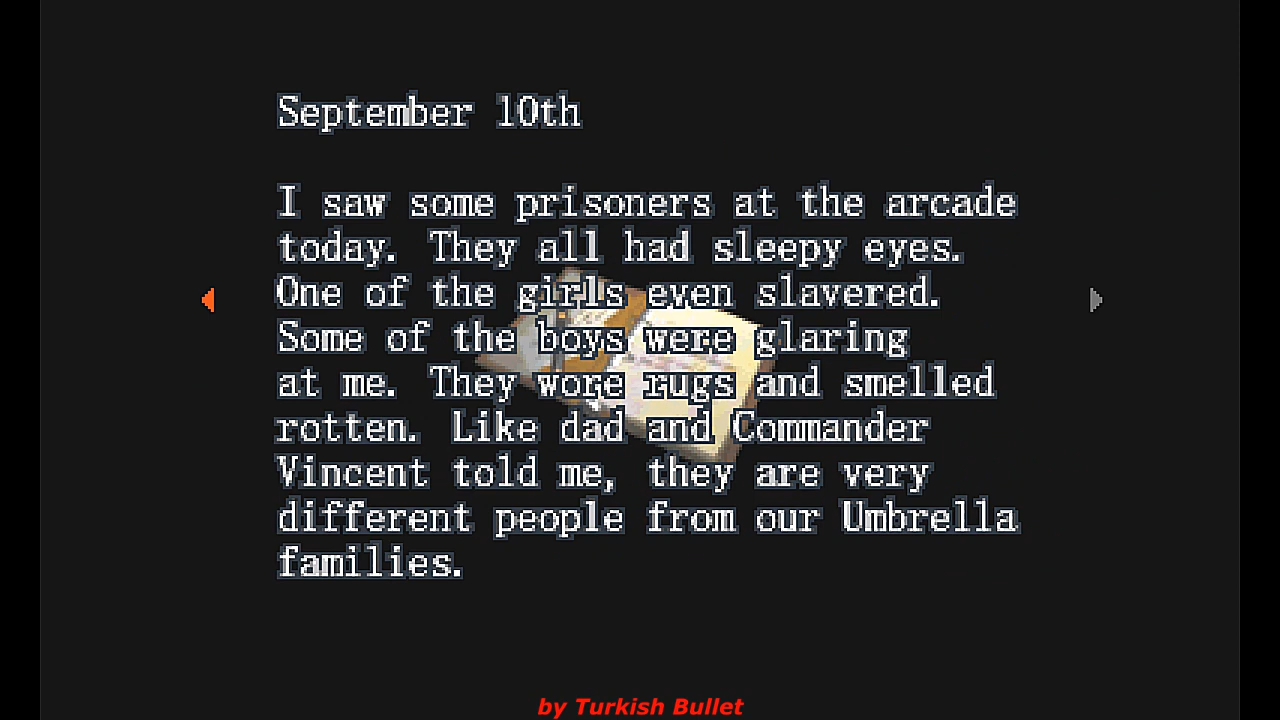 September 10th
I saw some prisoners at the arcade
today. They all had sleepy eyes.
One of the girls even slavered.
Some of the boys were glaring
at me. They wore rugs and smelled
rotten. Like dad and Commander
Vincent told me, they are very
different people from our Umbrella
families.
by Turkish Bullet